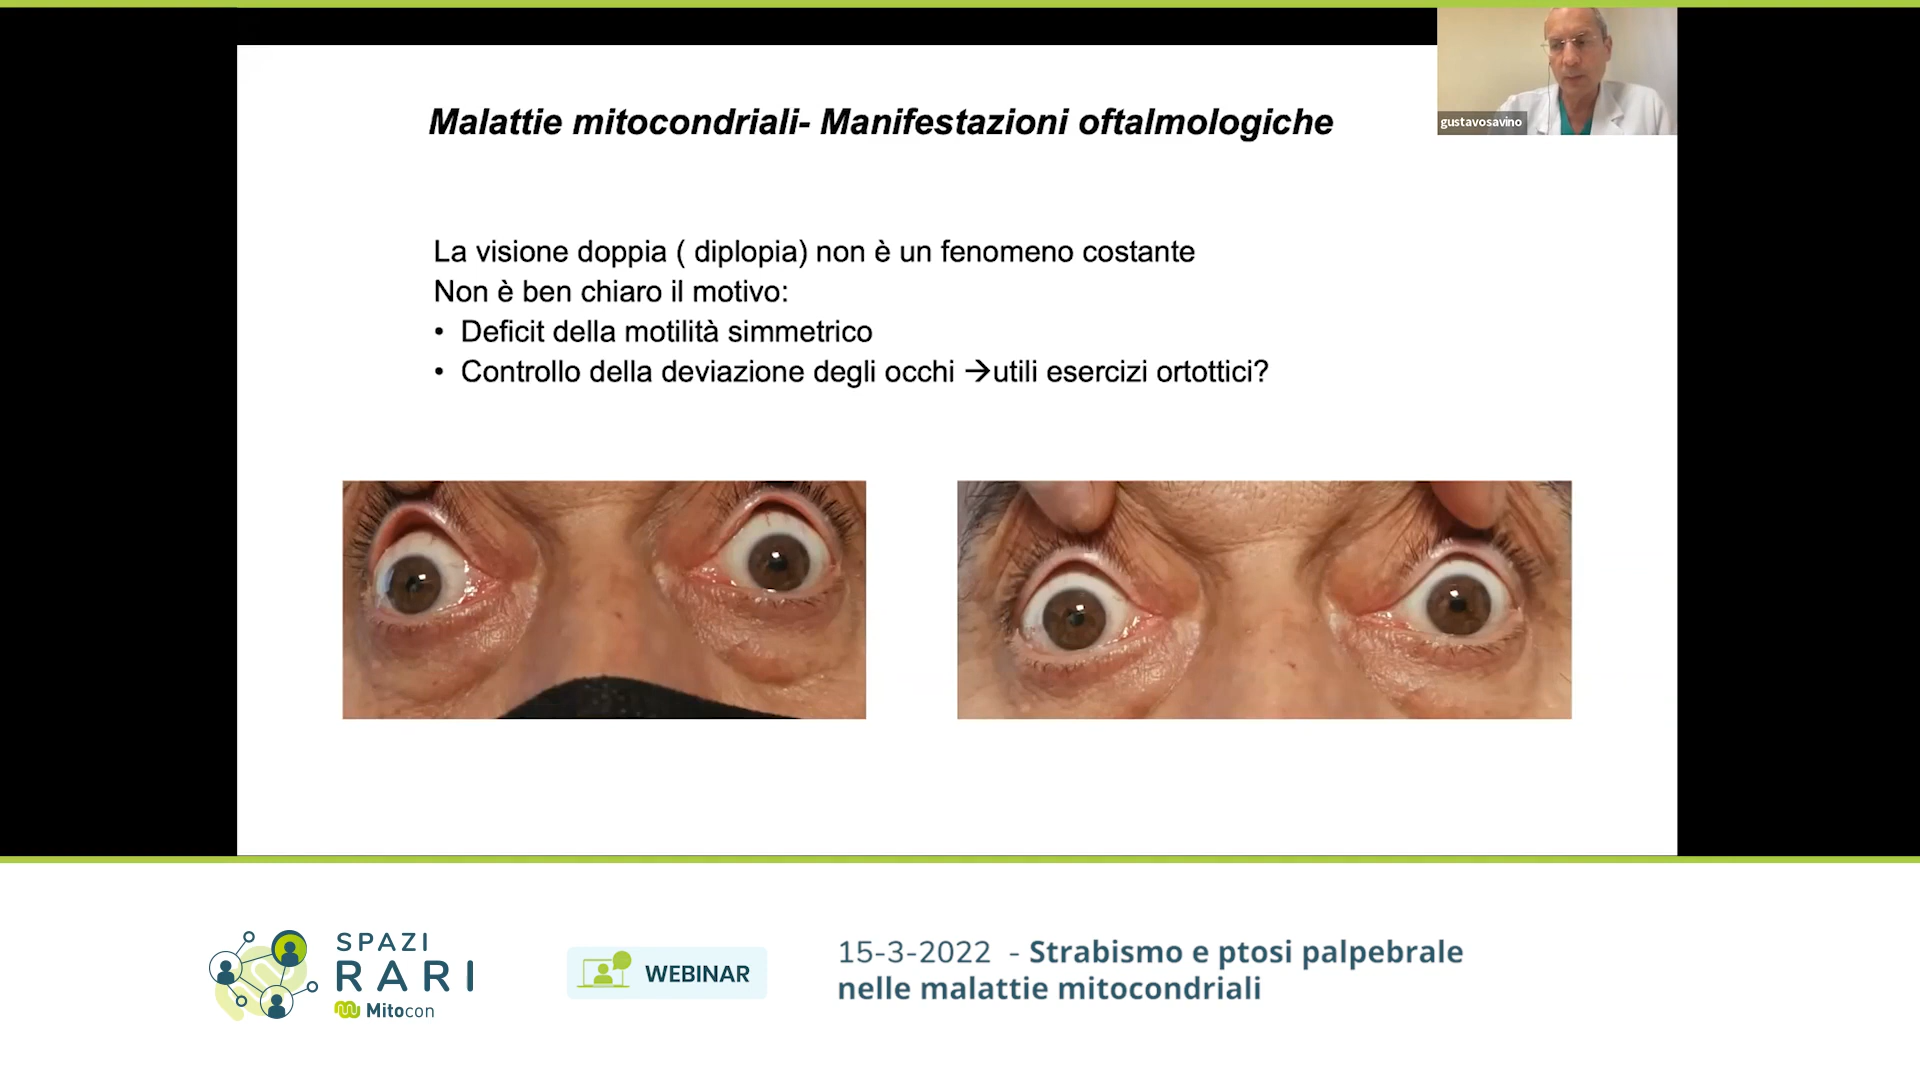 Malattie mitocondriali- Manifestazioni oftalmologiche
gustavosavino
La visione doppia ( diplopia) non è un fenomeno costante
Non è ben chiaro il motivo:
• Deficit della motilità simmetrico
• Controllo della deviazione degli occhi →utili esercizi ortottici?
SPAZI
RARI
Mitocon
WEBINAR
15-3-2022 - Strabismo e ptosi palpebrale
nelle malattie mitocondriali